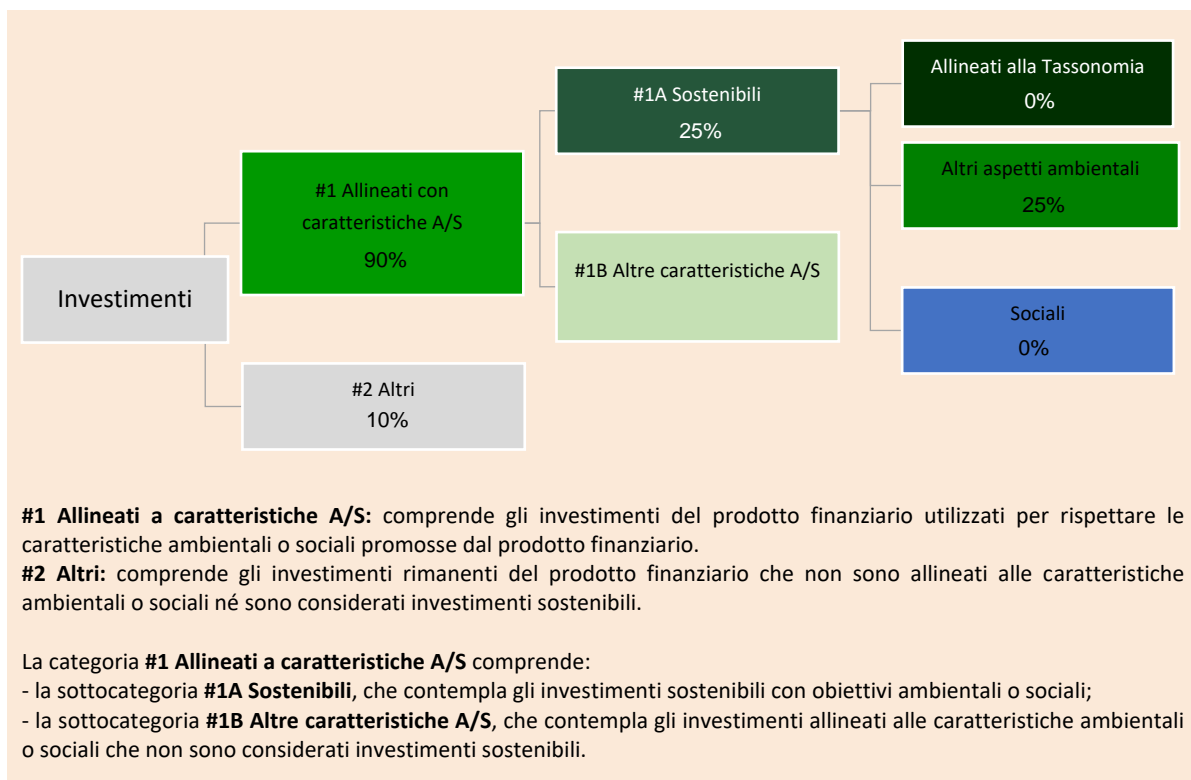 Investimenti
#1 Allineati con
caratteristiche A/S
90%
#2 Altri
10%
#1A Sostenibili
25%
#1B Altre caratteristiche A/S
Allineati alla Tassonomia
0%
Altri aspetti ambientali
25%
Sociali
0%
#1 Allineati a caratteristiche A/S: comprende gli investimenti del prodotto finanziario utilizzati per rispettare le
caratteristiche ambientali o sociali promosse dal prodotto finanziario.
#2 Altri: comprende gli investimenti rimanenti del prodotto finanziario che non sono allineati alle caratteristiche
ambientali o sociali né sono considerati investimenti sostenibili.
La categoria #1 Allineati a caratteristiche A/S comprende:
- la sottocategoria #1A Sostenibili, che contempla gli investimenti sostenibili con obiettivi ambientali o sociali;
- la sottocategoria #1B Altre caratteristiche A/S, che contempla gli investimenti allineati alle caratteristiche ambientali
o sociali che non sono considerati investimenti sostenibili.